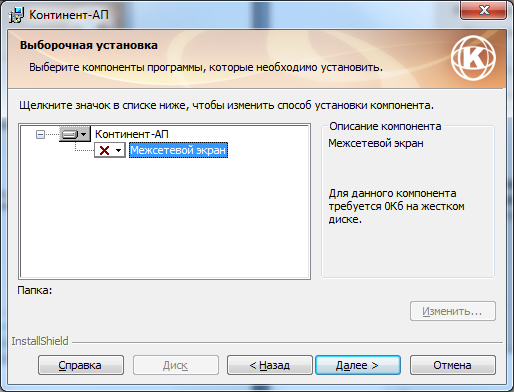 Континент-АП
Выборочная установка
Выберите компоненты программы, которые необходимо установить.
Щелкните значок в списке ниже, чтобы изменить способ установки компонента.
Континент-АП
Межсетевой экран
Описание компонента
Межсетевой экран
Для данного компонента
требуется 0Кб на жестком
диске.
Папка:
Изменить...
InstallShield
Справка
Диск
< Назад
Далее >
Отмена